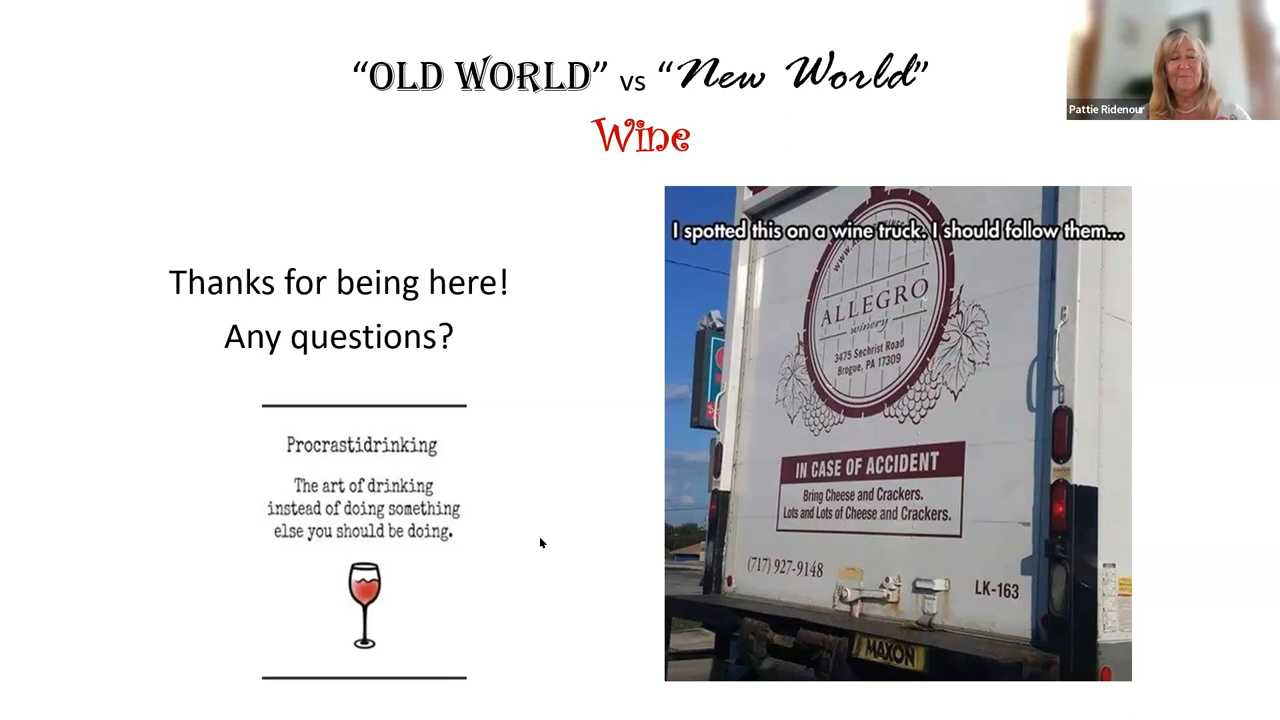 “OLD WORLD” vs “New World”
Wine
Pattie Ridenour
Thanks for being here!
Any questions?
Procrastidrinking
The art of drinking
instead of doing something
else you should be doing.
I spotted this on a wine truck. I should follow them...
ALLEGRO
winery
3475 Sechrist Road
Brogue, PA 17309
IN CASE OF ACCIDENT
Bring Cheese and Crackers.
Lots and Lots of Cheese and Crackers.
(717) 927-9148
LK-163
MAXON